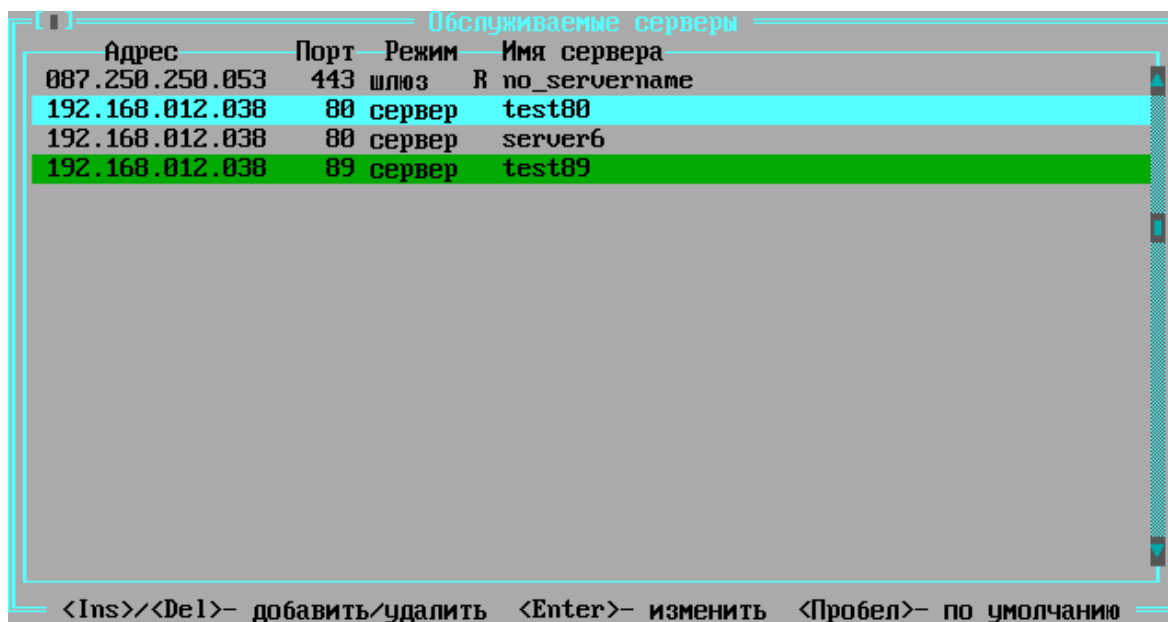 Обслуживаемые серверы
Адрес Порт Режим Имя сервера
087.250.250.053 443 шлюз R no_servername
192.168.012.038 80 сервер test80
192.168.012.038 80 сервер server6
192.168.012.038 89 сервер test89
<Ins>/<Del>- добавить/удалить <Enter>- изменить <Пробел>- по умолчанию